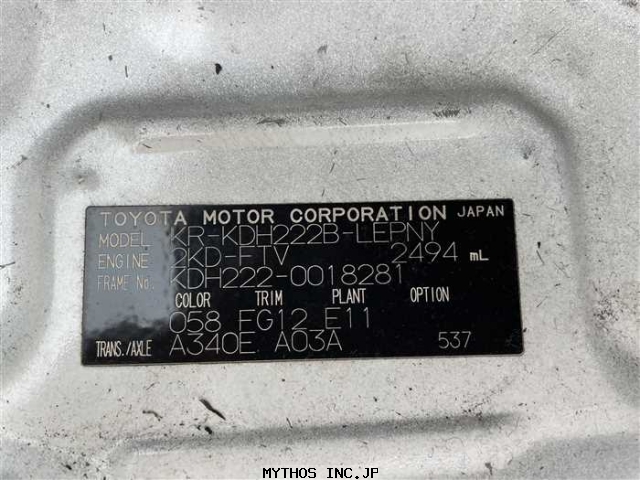 TOYOTA MOTOR CORPORATION JAPAN
MODEL KR-KDH222B-LEPNY
ENGINE 2KD-FTV 2494 mL
FRAME No. KDH222-0018281
COLOR TRIM PLANT OPTION
058 FG12 E11
TRANS./AXLE A340E A03A 537
MYTHOS INC.JP